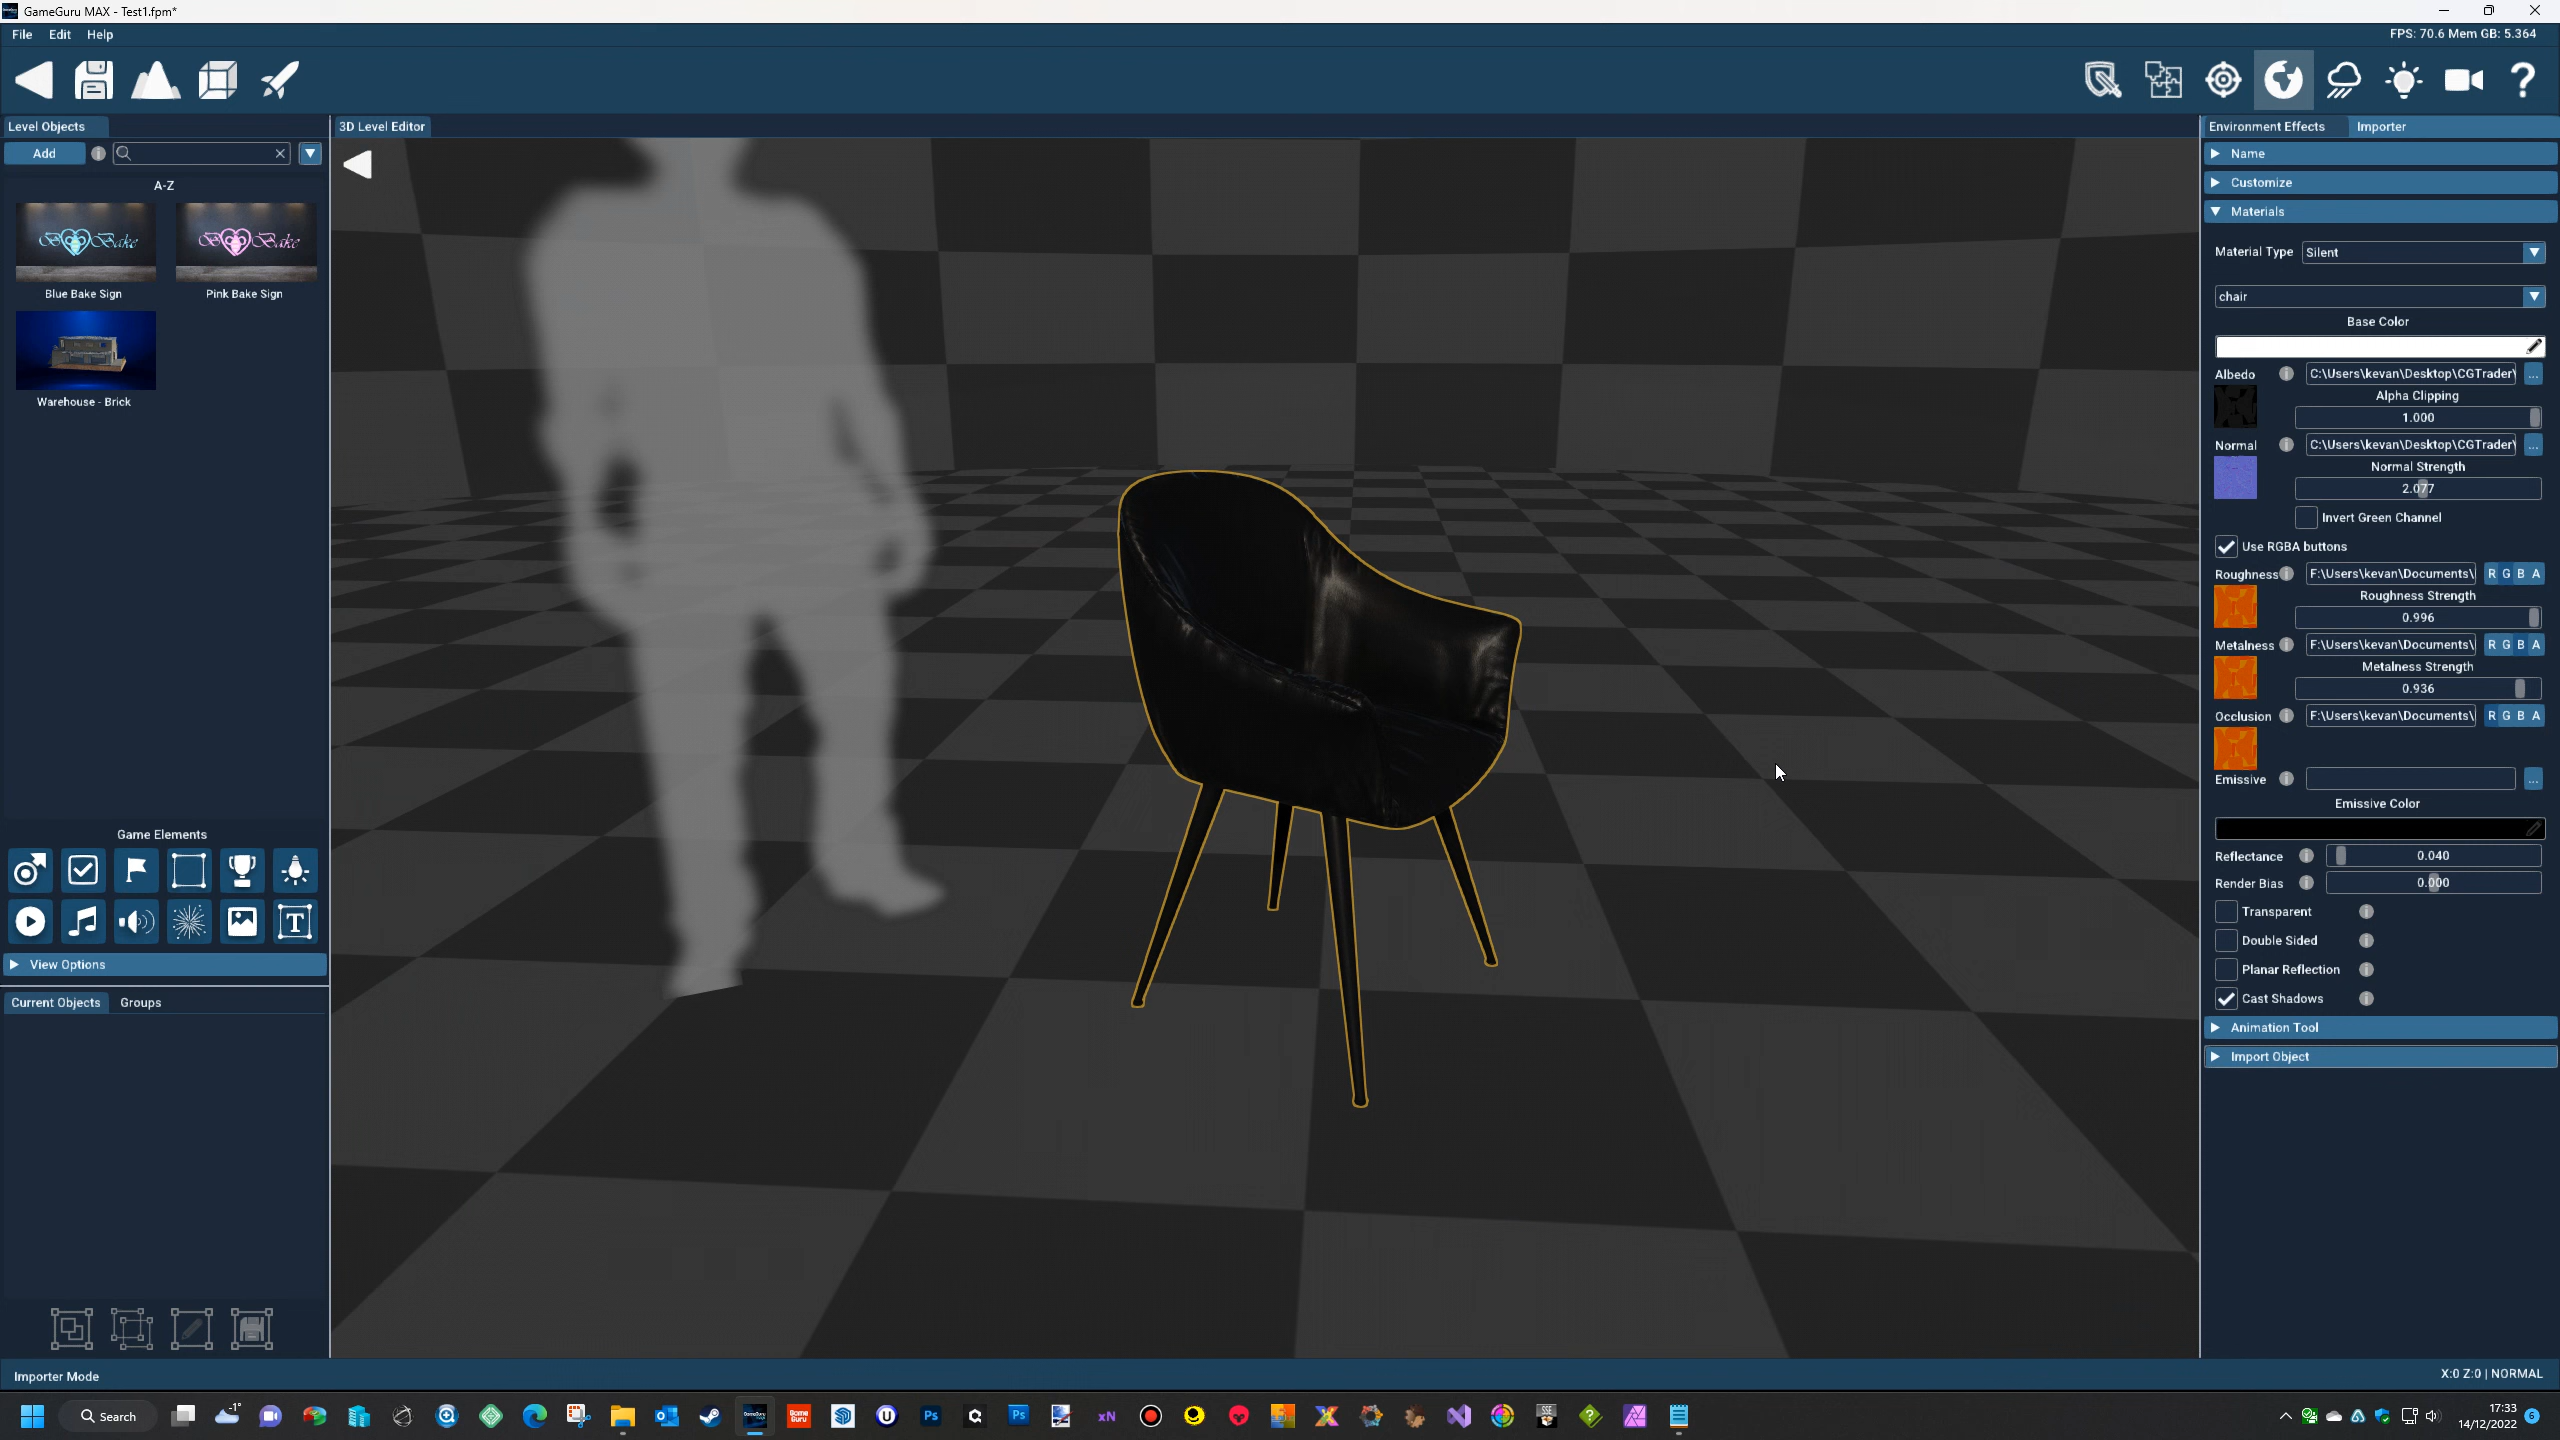 GameGuru MAX - Test1.fpm*
File Edit Help
FPS: 70.6 Mem GB: 5.364
Level Objects
3D Level Editor
Environment Effects Importer
Add
A-Z
Blue Bake Sign Pink Bake Sign
Warehouse - Brick
Game Elements
View Options
Current Objects Groups
Name
Customize
Materials
Material Type Silent
chair
Base Color
Albedo C:\Users\kevan\Desktop\CGTrader\ ...
Alpha Clipping
1.000
Normal C:\Users\kevan\Desktop\CGTrader\ ...
Normal Strength
2.077
Invert Green Channel
Use RGBA buttons
Roughness F:\Users\kevan\Documents\ R G B A
Roughness Strength
0.996
Metalness F:\Users\kevan\Documents\ R G B A
Metalness Strength
0.936
Occlusion F:\Users\kevan\Documents\ R G B A
Emissive ...
Emissive Color
Reflectance 0.040
Render Bias 0.000
Transparent
Double Sided
Planar Reflection
Cast Shadows
Animation Tool
Import Object
Importer Mode
X:0 Z:0 | NORMAL
Search
-1°
17:33
14/12/2022
6